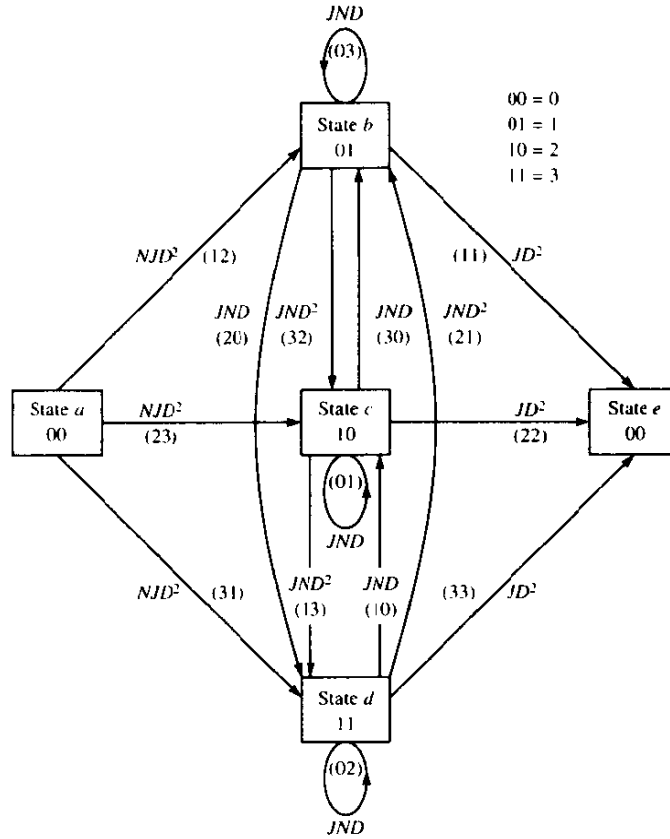 JND
(03)
State b
01
00 = 0
01 = 1
10 = 2
11 = 3
NJD²
(12)
(11)
JD²
JND
(20)
JND²
(32)
JND
(30)
JND²
(21)
State a
00
NJD²
(23)
State c
10
JD²
(22)
State e
00
(01)
JND
NJD²
(31)
JND²
(13)
JND
(10)
(33)
JD²
State d
11
(02)
JND